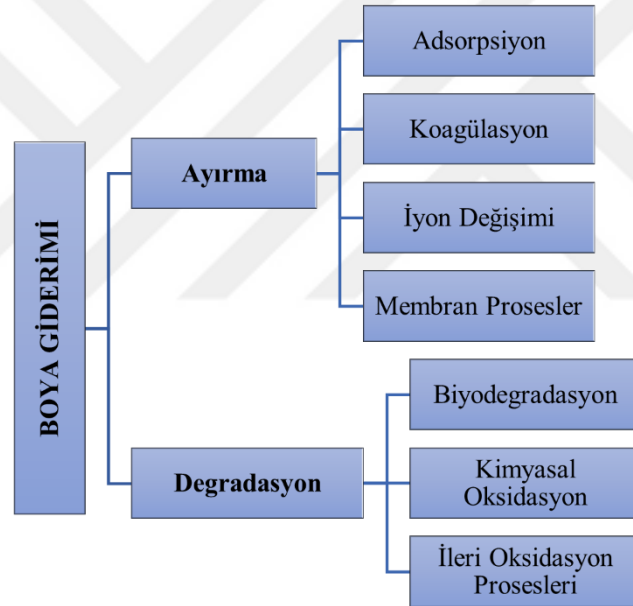 BOYA GİDERİMİ
Ayırma
Adsorpsiyon
Koagülasyon
İyon Değişimi
Membran Prosesler
Degradasyon
Biyodegradasyon
Kimyasal
Oksidasyon
İleri Oksidasyon
Prosesleri